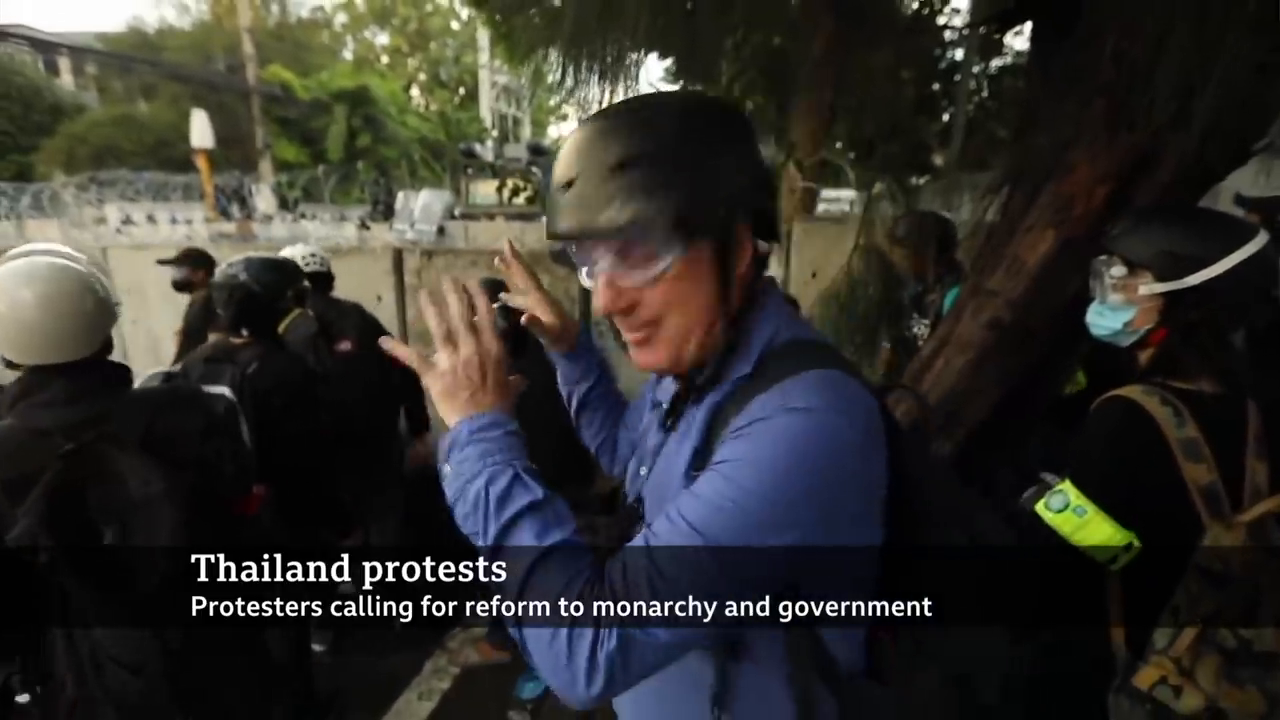 Thailand protests
Protesters calling for reform to monarchy and government